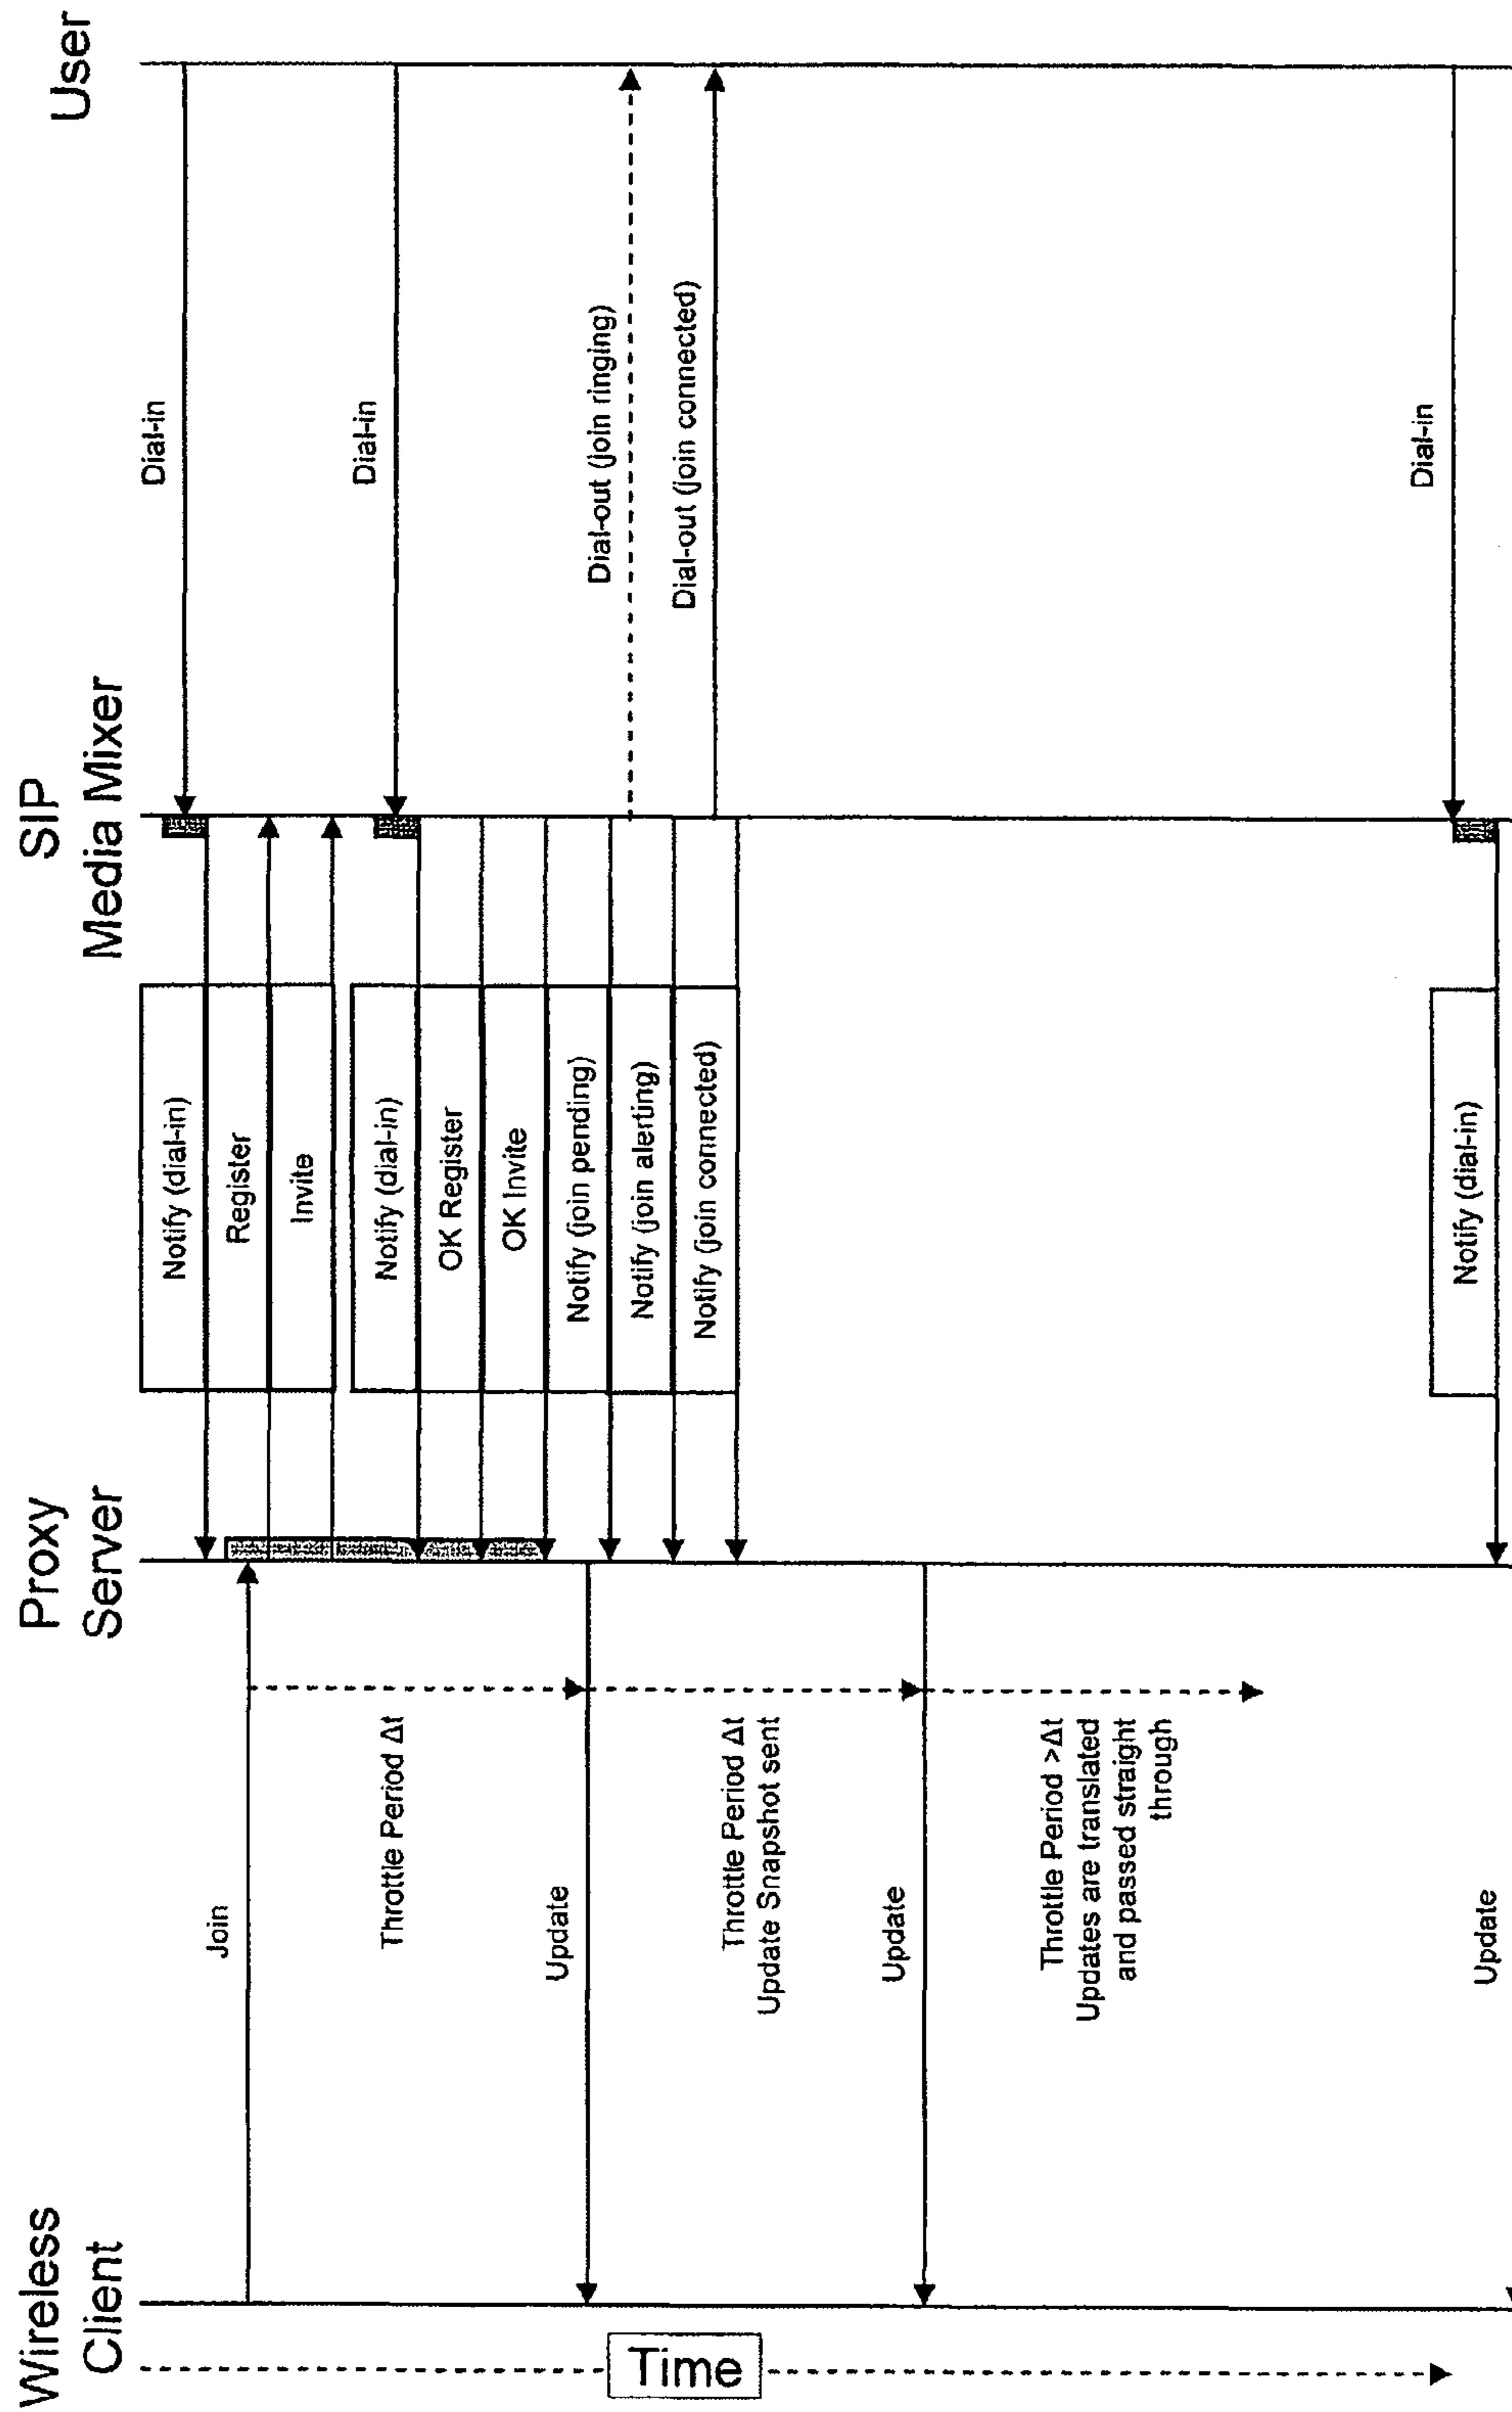 Wireless
Client
Proxy
Server
SIP
Media Mixer
User
Time
Dial-in
Notify (dial-in)
Join
Register
Invite
Dial-in
Notify (dial-in)
Throttle Period Δt
OK Register
OK Invite
Update
Notify (join pending)
Dial-out (join ringing)
Notify (join alerting)
Dial-out (join connected)
Notify (join connected)
Throttle Period Δt
Update Snapshot sent
Update
Throttle Period >Δt
Updates are translated
and passed straight
through
Dial-in
Notify (dial-in)
Update